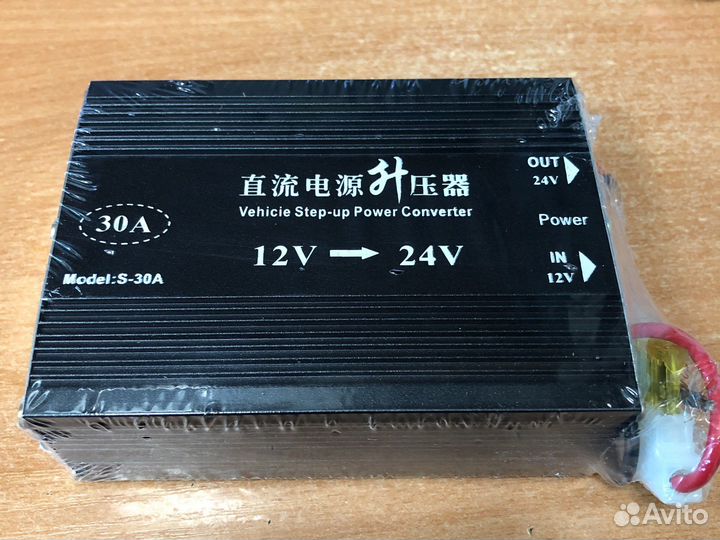 直流电源升压器
Vehicie Step-up Power Converter
12V → 24V
30A
Model:S-30A
OUT
24V
Power
IN
12V
Avito